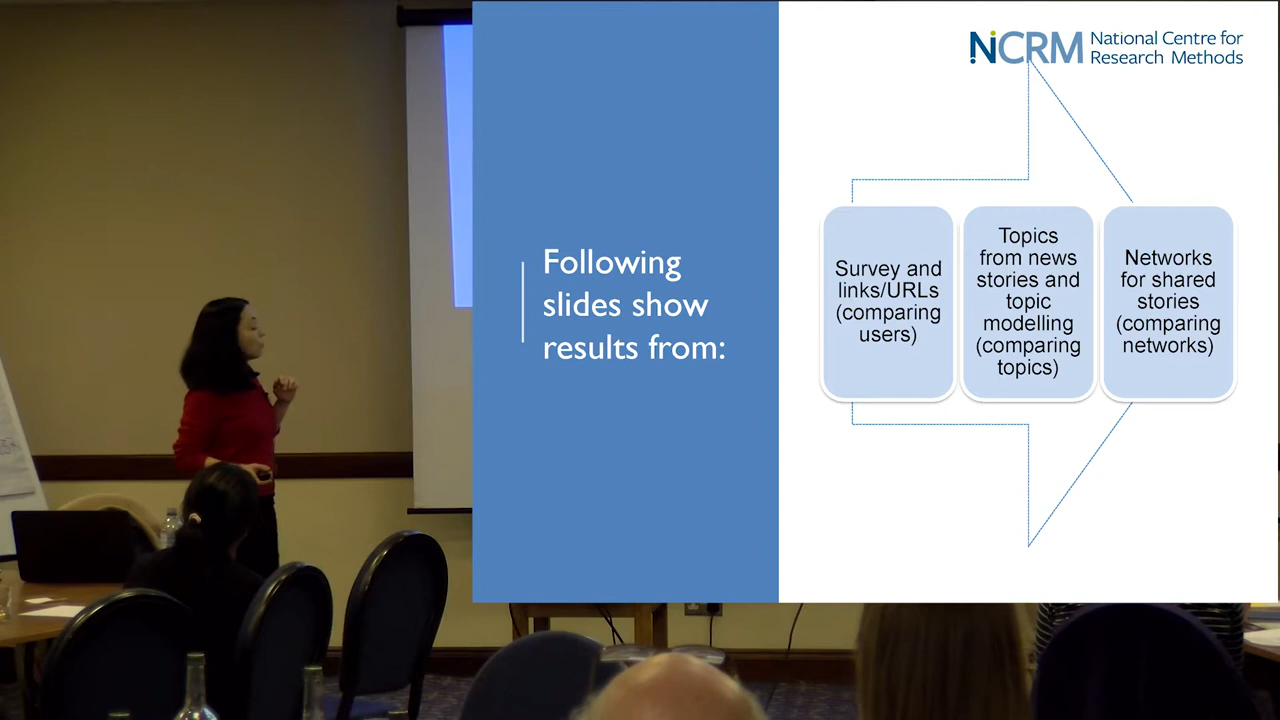 NCRM National Centre for
Research Methods
Following
slides show
results from:
Survey and
links/URLs
(comparing
users)
Topics
from news
stories and
topic
modelling
(comparing
topics)
Networks
for shared
stories
(comparing
networks)